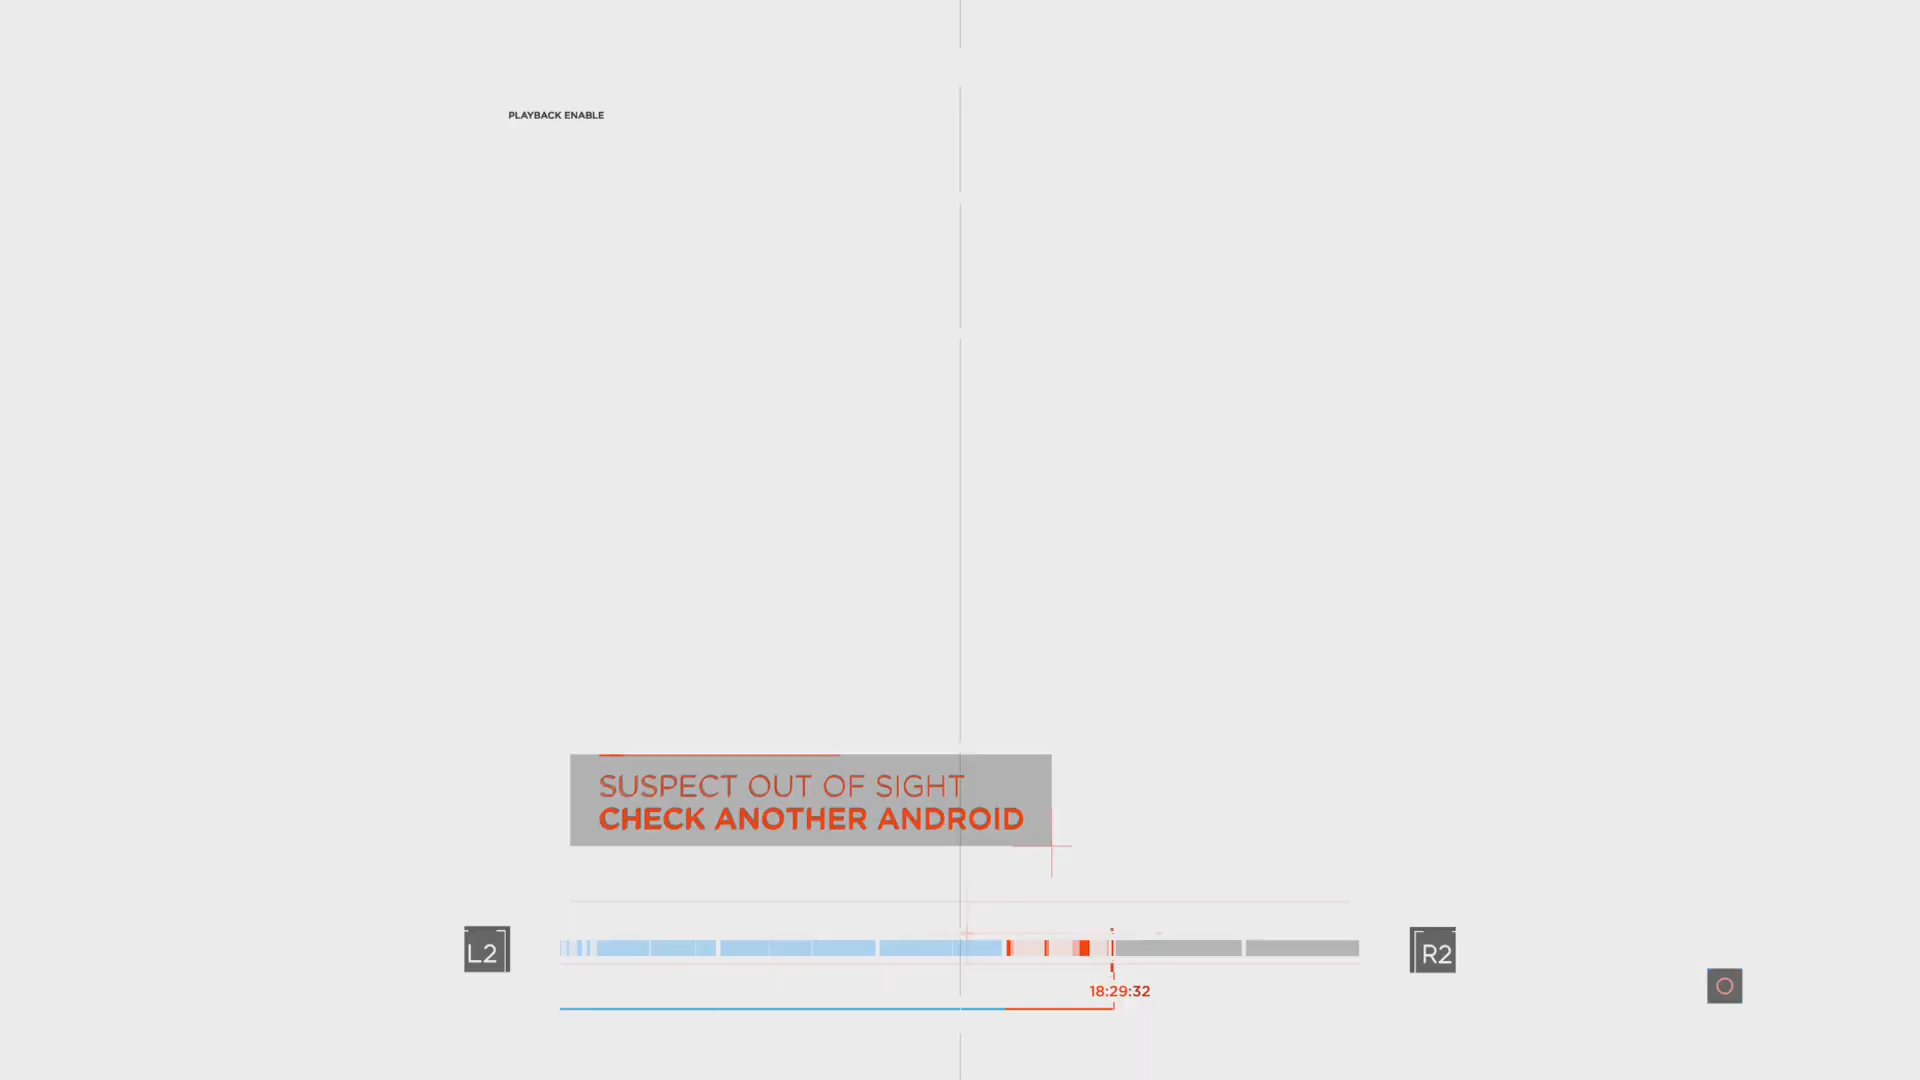 PLAYBACK ENABLE
SUSPECT OUT OF SIGHT
CHECK ANOTHER ANDROID
L2
R2
18:29:32